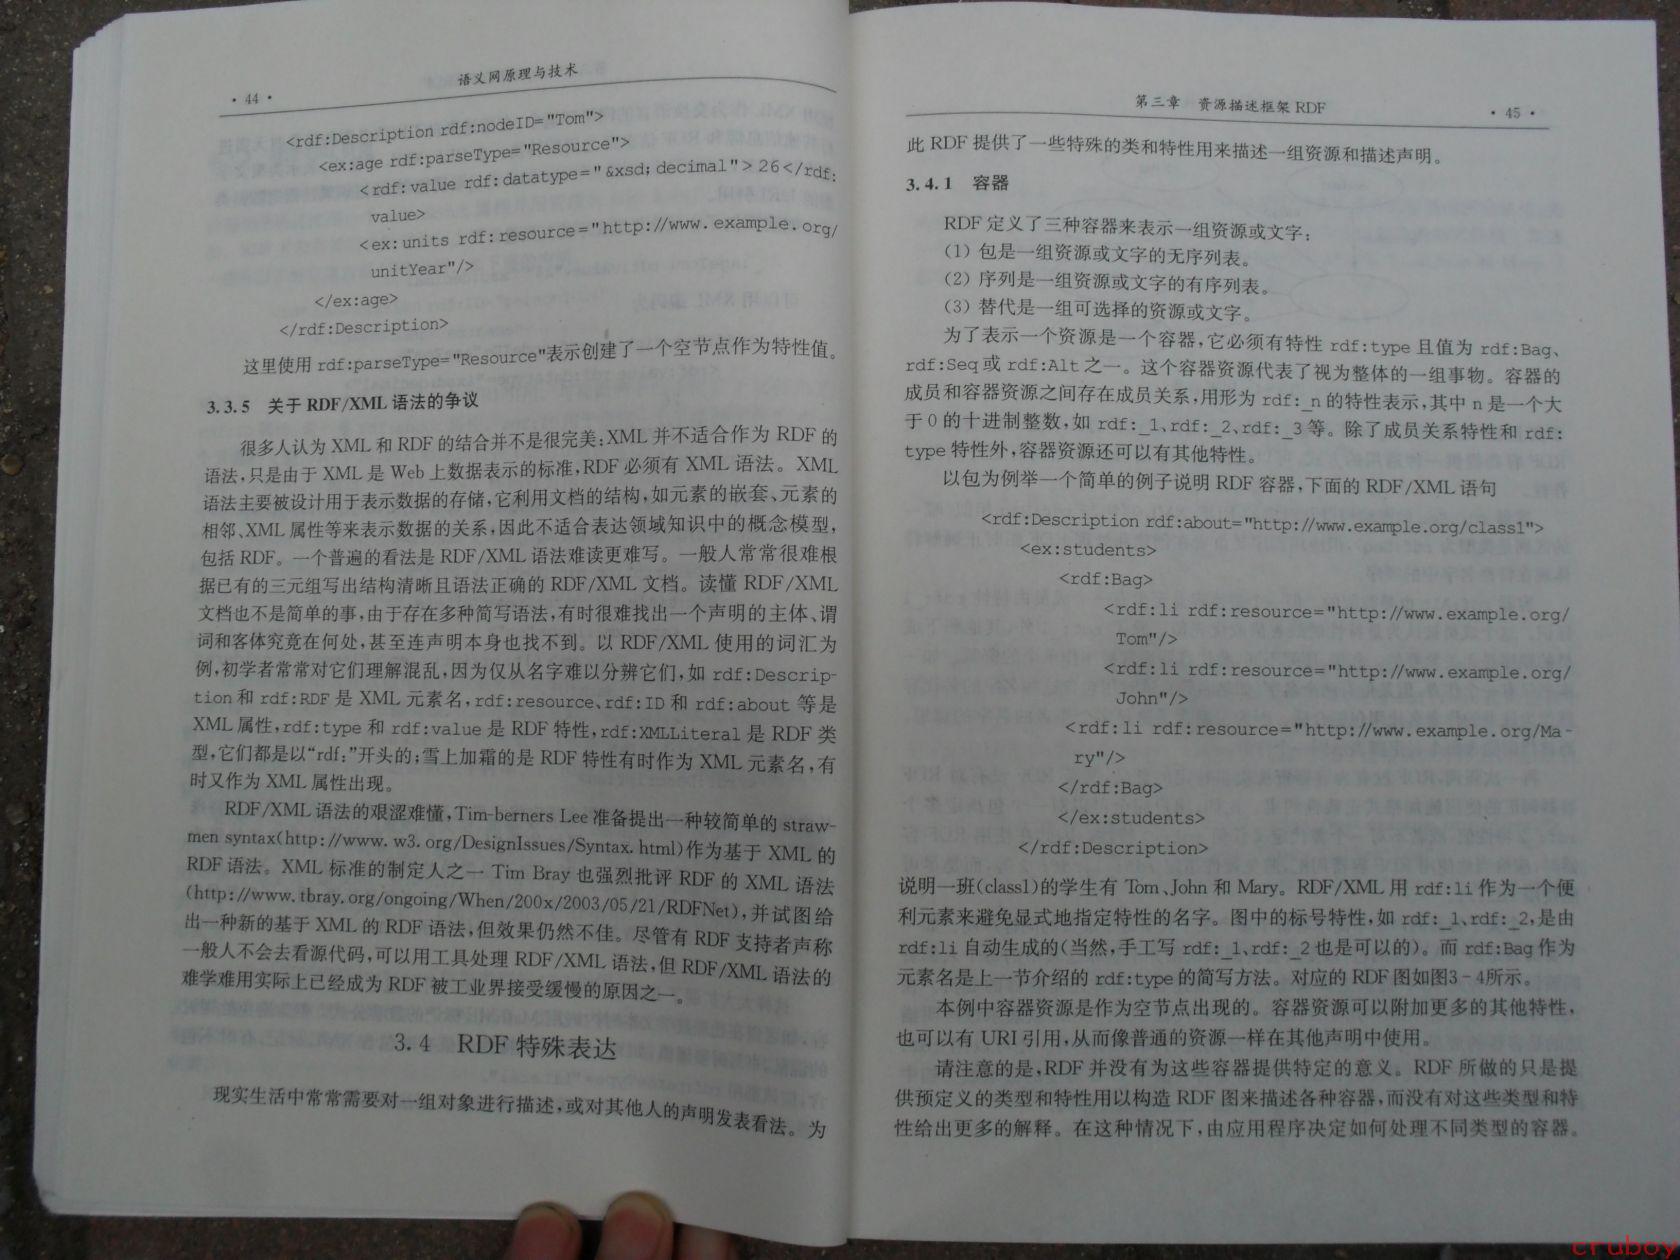 · 44 ·
语义网原理与技术
<rdf:Description rdf:nodeID="Tom">
<ex:age rdf:parseType="Resource">
<rdf:value rdf:datatype="&xsd;decimal">26</rdf:
value>
<ex:units rdf:resource="http://www.example.org/
unitYear"/>
</ex:age>
</rdf:Description>
这里使用 rdf:parseType="Resource"表示创建了一个空节点作为特性值。
3.3.5 关于 RDF/XML 语法的争议
很多人认为 XML 和 RDF 的结合并不是很完美:XML 并不适合作为 RDF 的
语法,只是由于 XML 是 Web 上数据表示的标准,RDF 必须有 XML 语法。XML
语法主要被设计用于表示数据的存储,它利用文档的结构,如元素的嵌套、元素的
相邻、XML 属性等来表示数据的关系,因此不适合表达领域知识中的概念模型,
包括 RDF。一个普遍的看法是 RDF/XML 语法难读更难写。一般人常常很难根
据已有的三元组写出结构清晰且语法正确的 RDF/XML 文档。读懂 RDF/XML
文档也不是简单的事,由于存在多种简写语法,有时很难找出一个声明的主体、谓
词和客体究竟在何处,甚至连声明本身也找不到。以 RDF/XML 使用的词汇为
例,初学者常常对它们理解混乱,因为仅从名字难以分辨它们,如 rdf:Descrip-
tion 和 rdf:RDF 是 XML 元素名,rdf:resource、rdf:ID 和 rdf:about 等是
XML 属性,rdf:type 和 rdf:value 是 RDF 特性,rdf:XMLLiteral 是 RDF 类
型,它们都是以“rdf:”开头的;雪上加霜的是 RDF 特性有时作为 XML 元素名,有
时又作为 XML 属性出现。
RDF/XML 语法的艰涩难懂,Tim-berners Lee 准备提出一种较简单的 straw-
men syntax(http://www.w3.org/DesignIssues/Syntax.html)作为基于 XML 的
RDF 语法。XML 标准的制定人之一 Tim Bray 也强烈批评 RDF 的 XML 语法
(http://www.tbray.org/ongoing/When/200x/2003/05/21/RDFNet),并试图给
出一种新的基于 XML 的 RDF 语法,但效果仍然不佳。尽管有 RDF 支持者声称
一般人不会去看源代码,可以用工具处理 RDF/XML 语法,但 RDF/XML 语法的
难学难用实际上已经成为 RDF 被工业界接受缓慢的原因之一。
3.4 RDF 特殊表达
现实生活中常常需要对一组对象进行描述,或对其他人的声明发表看法。为
第三章 资源描述框架 RDF
· 45 ·
此 RDF 提供了一些特殊的类和特性用来描述一组资源和描述声明。
3.4.1 容器
RDF 定义了三种容器来表示一组资源或文字:
(1) 包是一组资源或文字的无序列表。
(2) 序列是一组资源或文字的有序列表。
(3) 替代是一组可选择的资源或文字。
为了表示一个资源是一个容器,它必须有特性 rdf:type 且值为 rdf:Bag、
rdf:Seq 或 rdf:Alt 之一。这个容器资源代表了视为整体的一组事物。容器的
成员和容器资源之间存在成员关系,用形为 rdf:_n 的特性表示,其中 n 是一个大
于 0 的十进制整数,如 rdf:_1、rdf:_2、rdf:_3 等。除了成员关系特性和 rdf:
type 特性外,容器资源还可以有其他特性。
以包为例举一个简单的例子说明 RDF 容器,下面的 RDF/XML 语句
<rdf:Description rdf:about="http://www.example.org/class1">
<ex:students>
<rdf:Bag>
<rdf:li rdf:resource="http://www.example.org/
Tom"/>
<rdf:li rdf:resource="http://www.example.org/
John"/>
<rdf:li rdf:resource="http://www.example.org/Ma-
ry"/>
</rdf:Bag>
</ex:students>
</rdf:Description>
说明一班(class1)的学生有 Tom、John 和 Mary。RDF/XML 用 rdf:li 作为一个便
利元素来避免显式地指定特性的名字。图中的标号特性,如 rdf:_1、rdf:_2,是由
rdf:li 自动生成的(当然,手工写 rdf:_1、rdf:_2 也是可以的)。而 rdf:Bag 作为
元素名是上一节介绍的 rdf:type 的简写方法。对应的 RDF 图如图3-4所示。
本例中容器资源是作为空节点出现的。容器资源可以附加更多的其他特性,
也可以有 URI 引用,从而像普通的资源一样在其他声明中使用。
请注意的是,RDF 并没有为这些容器提供特定的意义。RDF 所做的只是提
供预定义的类型和特性用以构造 RDF 图来描述各种容器,而没有对这些类型和特
性给出更多的解释。在这种情况下,由应用程序决定如何处理不同类型的容器。
cruboy